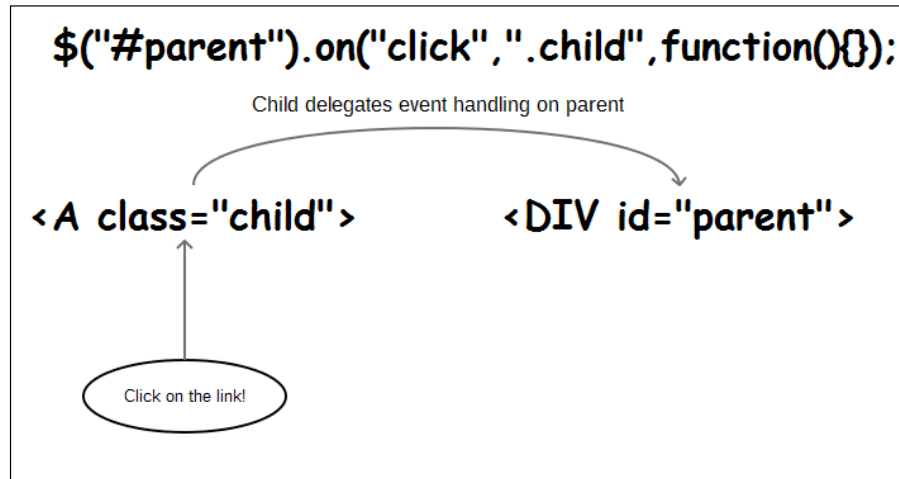 $("#parent").on("click",".child",function(){});
Child delegates event handling on parent
<A class="child"> <DIV id="parent">
Click on the link!